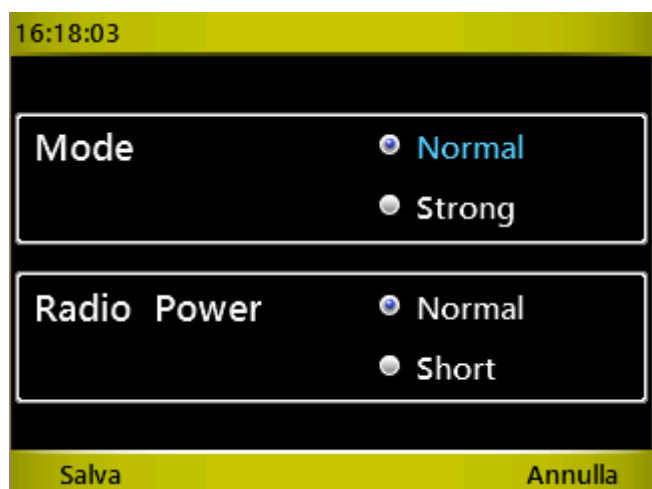 16:18:03
Mode
Normal
Strong
Radio Power
Normal
Short
Salva
Annulla